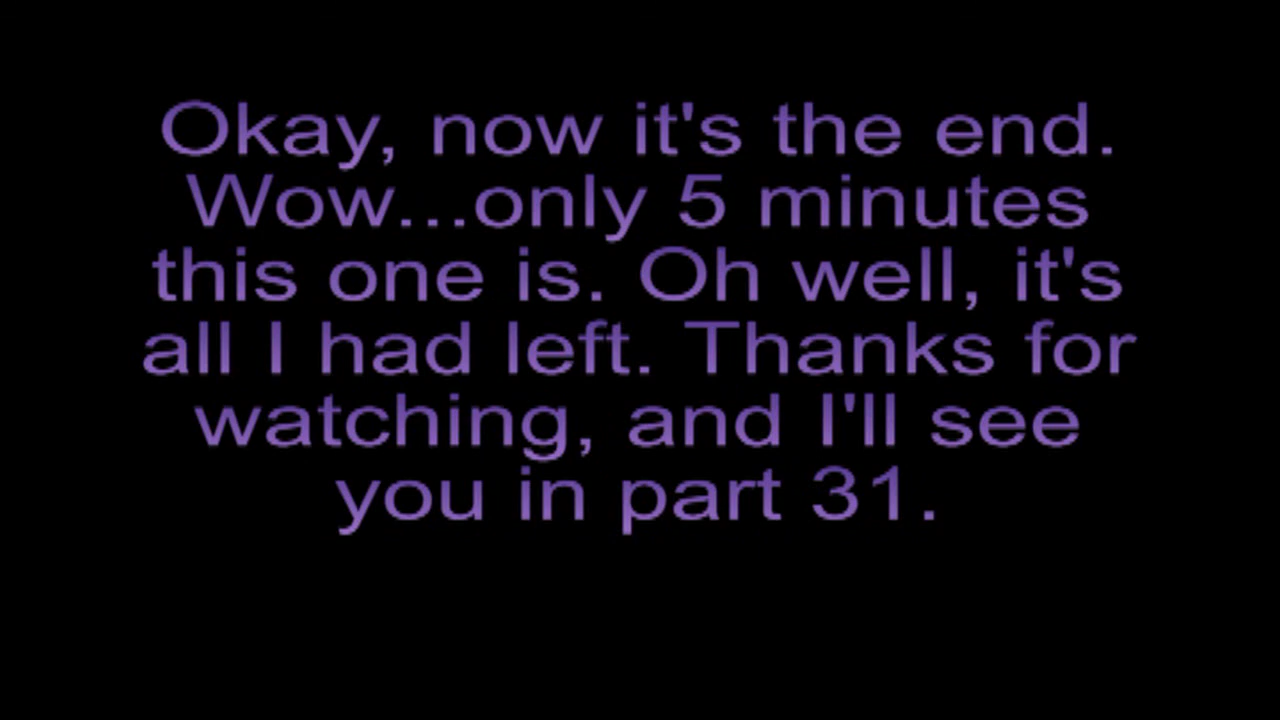 Okay, now it's the end.
Wow...only 5 minutes
this one is. Oh well, it's
all I had left. Thanks for
watching, and I'll see
you in part 31.